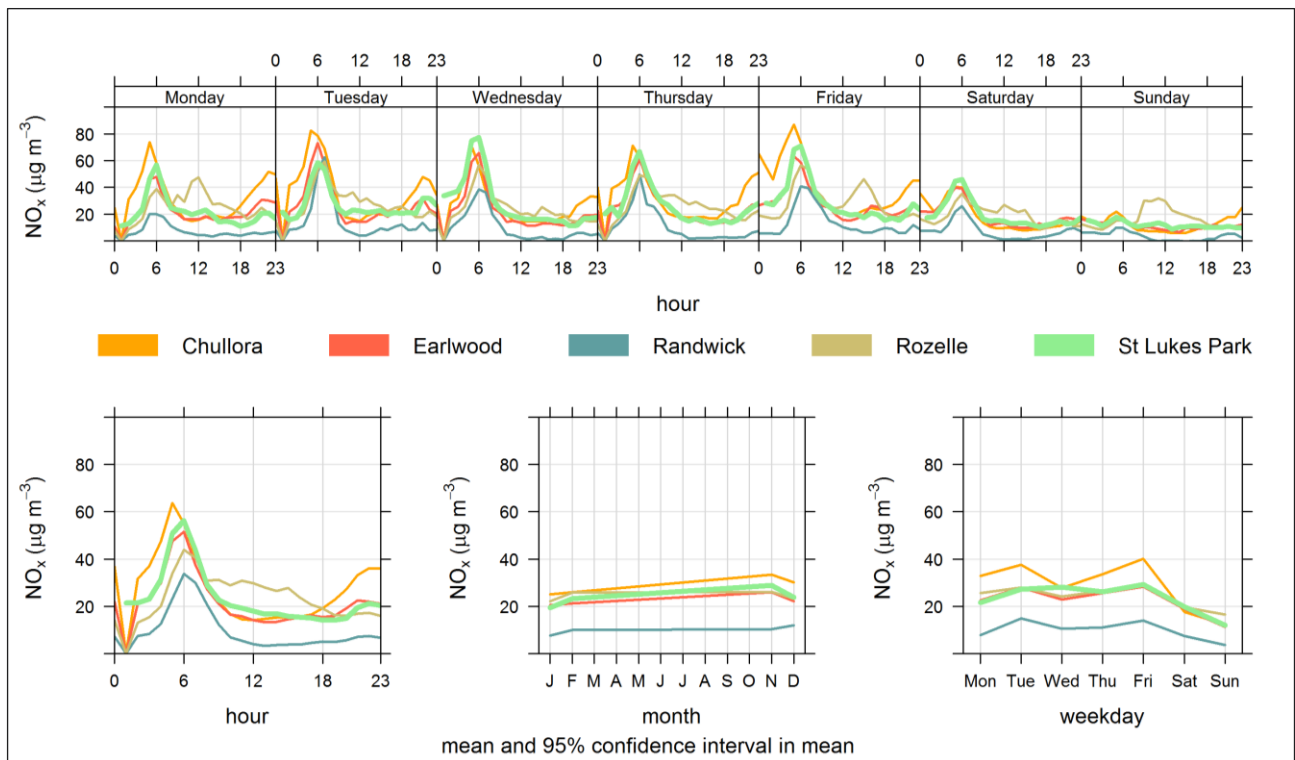 0 6 12 18 23 0 6 12 18 23 0 6 12 18 23
Monday Tuesday Wednesday Thursday Friday Saturday Sunday
80
60
40
20
NOx (µg m−3)
0 6 12 18 23 0 6 12 18 23 0 6 12 18 23 0 6 12 18 23
hour
Chullora Earlwood Randwick Rozelle St Lukes Park
80
60
40
20
NOx (µg m−3)
0 6 12 18 23
hour
80
60
40
20
NOx (µg m−3)
J F M A M J J A S O N D
month
80
60
40
20
NOx (µg m−3)
Mon Tue Wed Thu Fri Sat Sun
weekday
mean and 95% confidence interval in mean